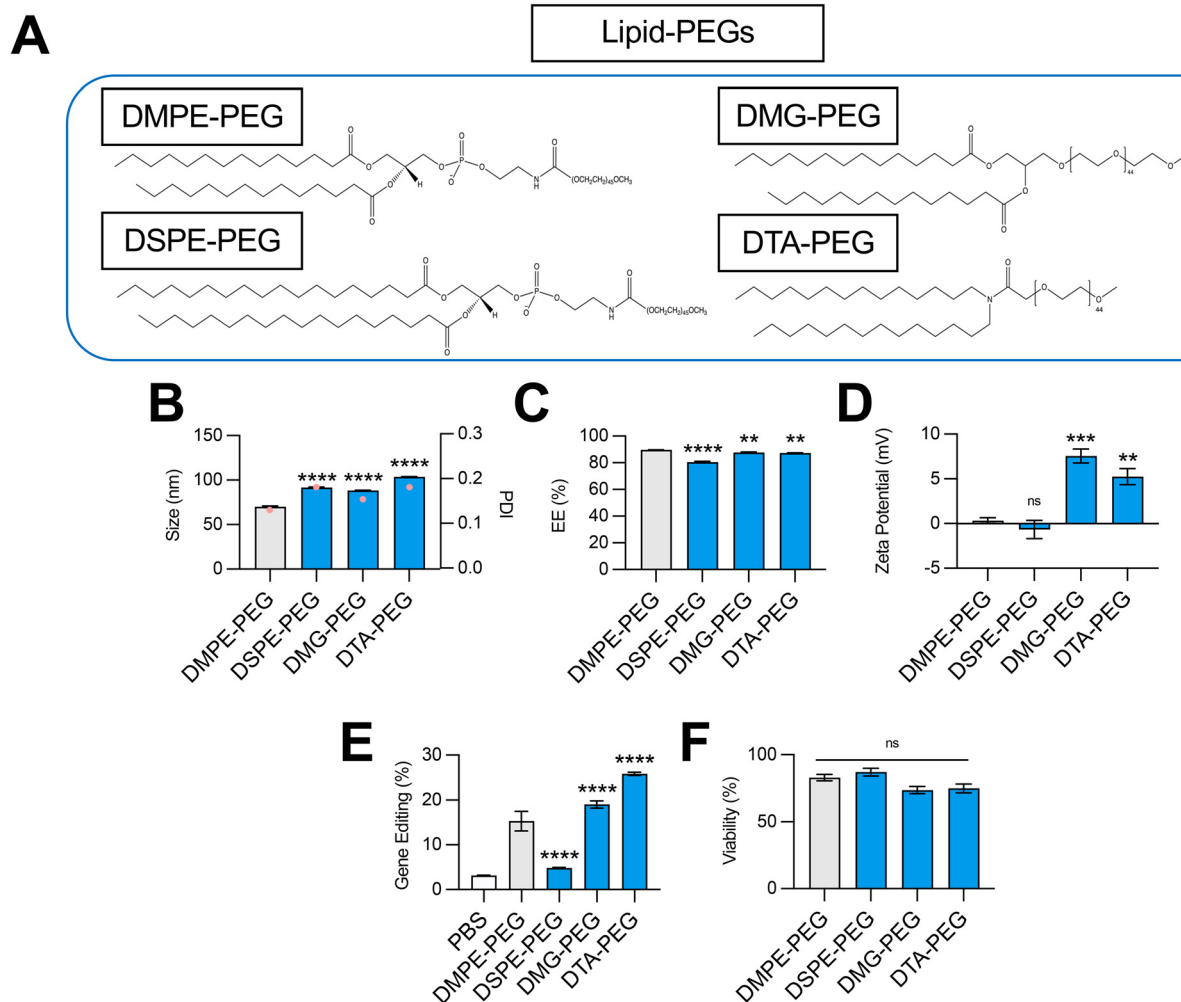 A
Lipid-PEGs
DMPE-PEG
DMG-PEG
O
O
O
P
O
O
O⁻
O
H
N
H
O
(OCH₂CH₂)₄₅OCH₃
O
O
O
O
O
44
O
O
O
DSPE-PEG
DTA-PEG
O
O
O
P
O
O
O⁻
O
H
N
H
O
(OCH₂CH₂)₄₅OCH₃
O
O
N
O
O
44
O
B
150
100
50
0
Size (nm)
0.3
0.2
0.1
0.0
PDI
****
****
****
DMPE-PEG
DSPE-PEG
DMG-PEG
DTA-PEG
C
100
80
60
40
20
0
EE (%)
****
**
**
DMPE-PEG
DSPE-PEG
DMG-PEG
DTA-PEG
D
10
5
0
-5
Zeta Potential (mV)
ns
***
**
DMPE-PEG
DSPE-PEG
DMG-PEG
DTA-PEG
E
30
20
10
0
Gene Editing (%)
****
****
****
PBS
DMPE-PEG
DSPE-PEG
DMG-PEG
DTA-PEG
F
100
50
0
Viability (%)
ns
DMPE-PEG
DSPE-PEG
DMG-PEG
DTA-PEG